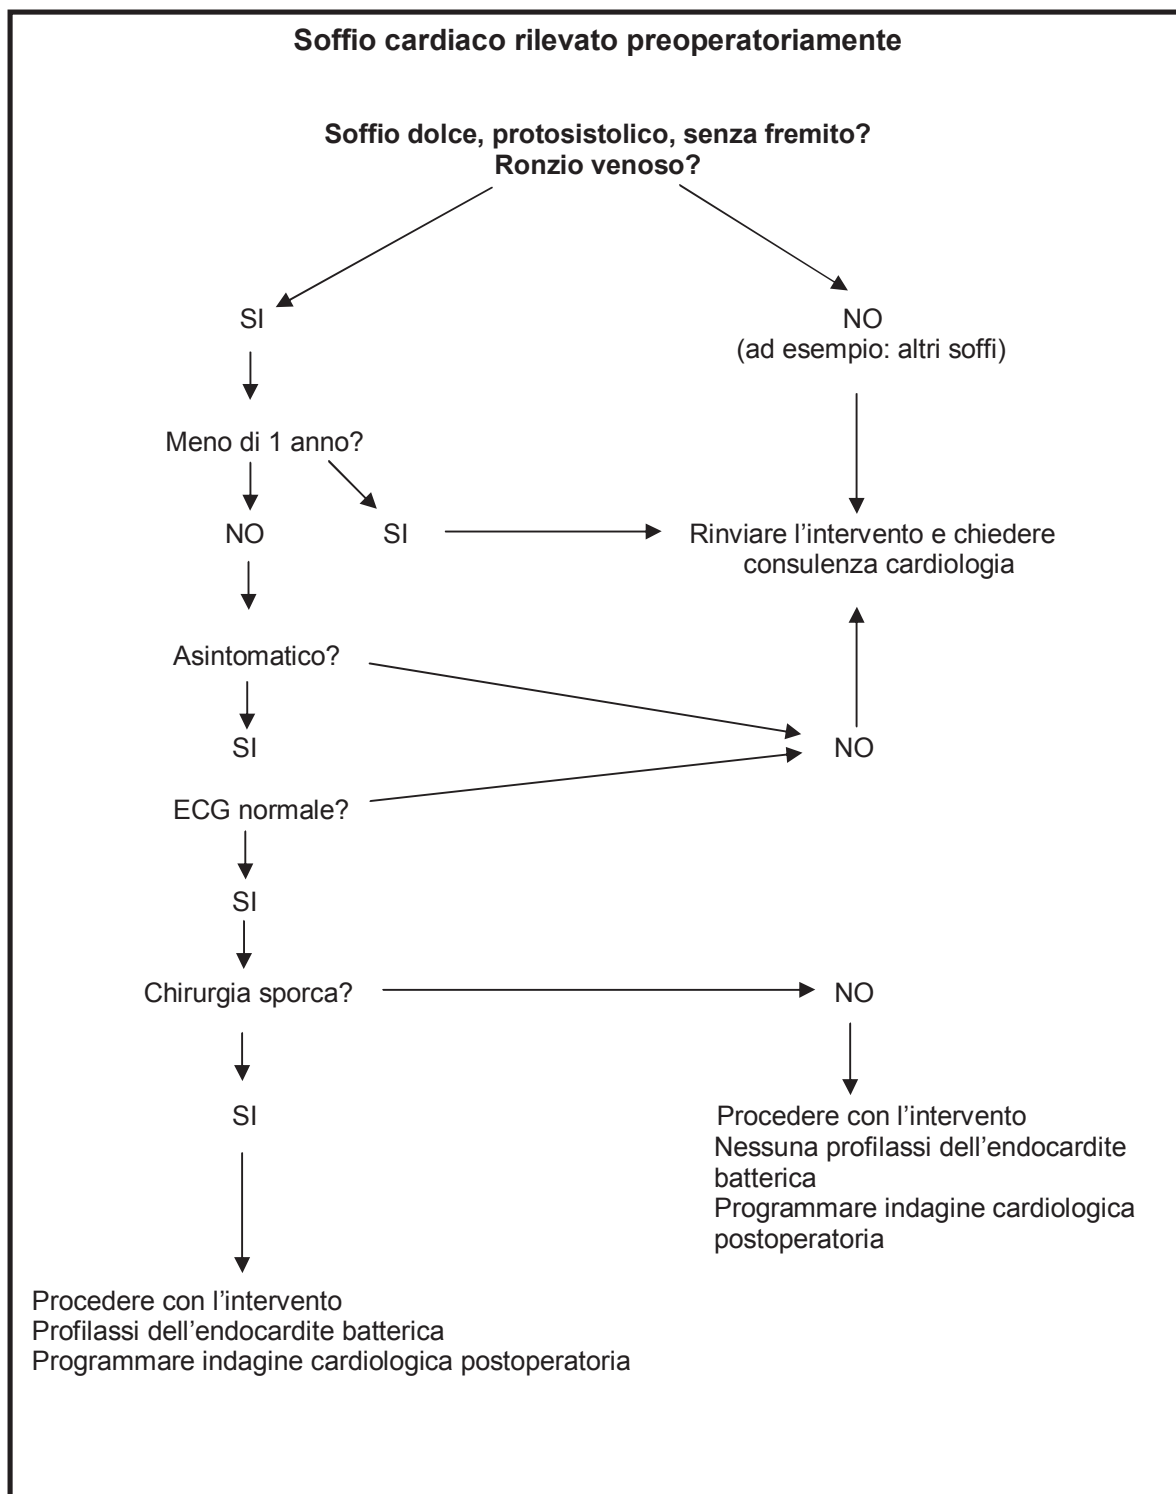 Soffio cardiaco rilevato preoperatoriamente
Soffio dolce, protosistolico, senza fremito?
Ronzio venoso?
SI
NO
(ad esempio: altri soffi)
Meno di 1 anno?
NO
SI
Rinviare l’intervento e chiedere
consulenza cardiologia
Asintomatico?
SI
NO
ECG normale?
SI
Chirurgia sporca?
NO
SI
Procedere con l’intervento
Nessuna profilassi dell’endocardite
batterica
Programmare indagine cardiologica
postoperatoria
Procedere con l’intervento
Profilassi dell’endocardite batterica
Programmare indagine cardiologica postoperatoria